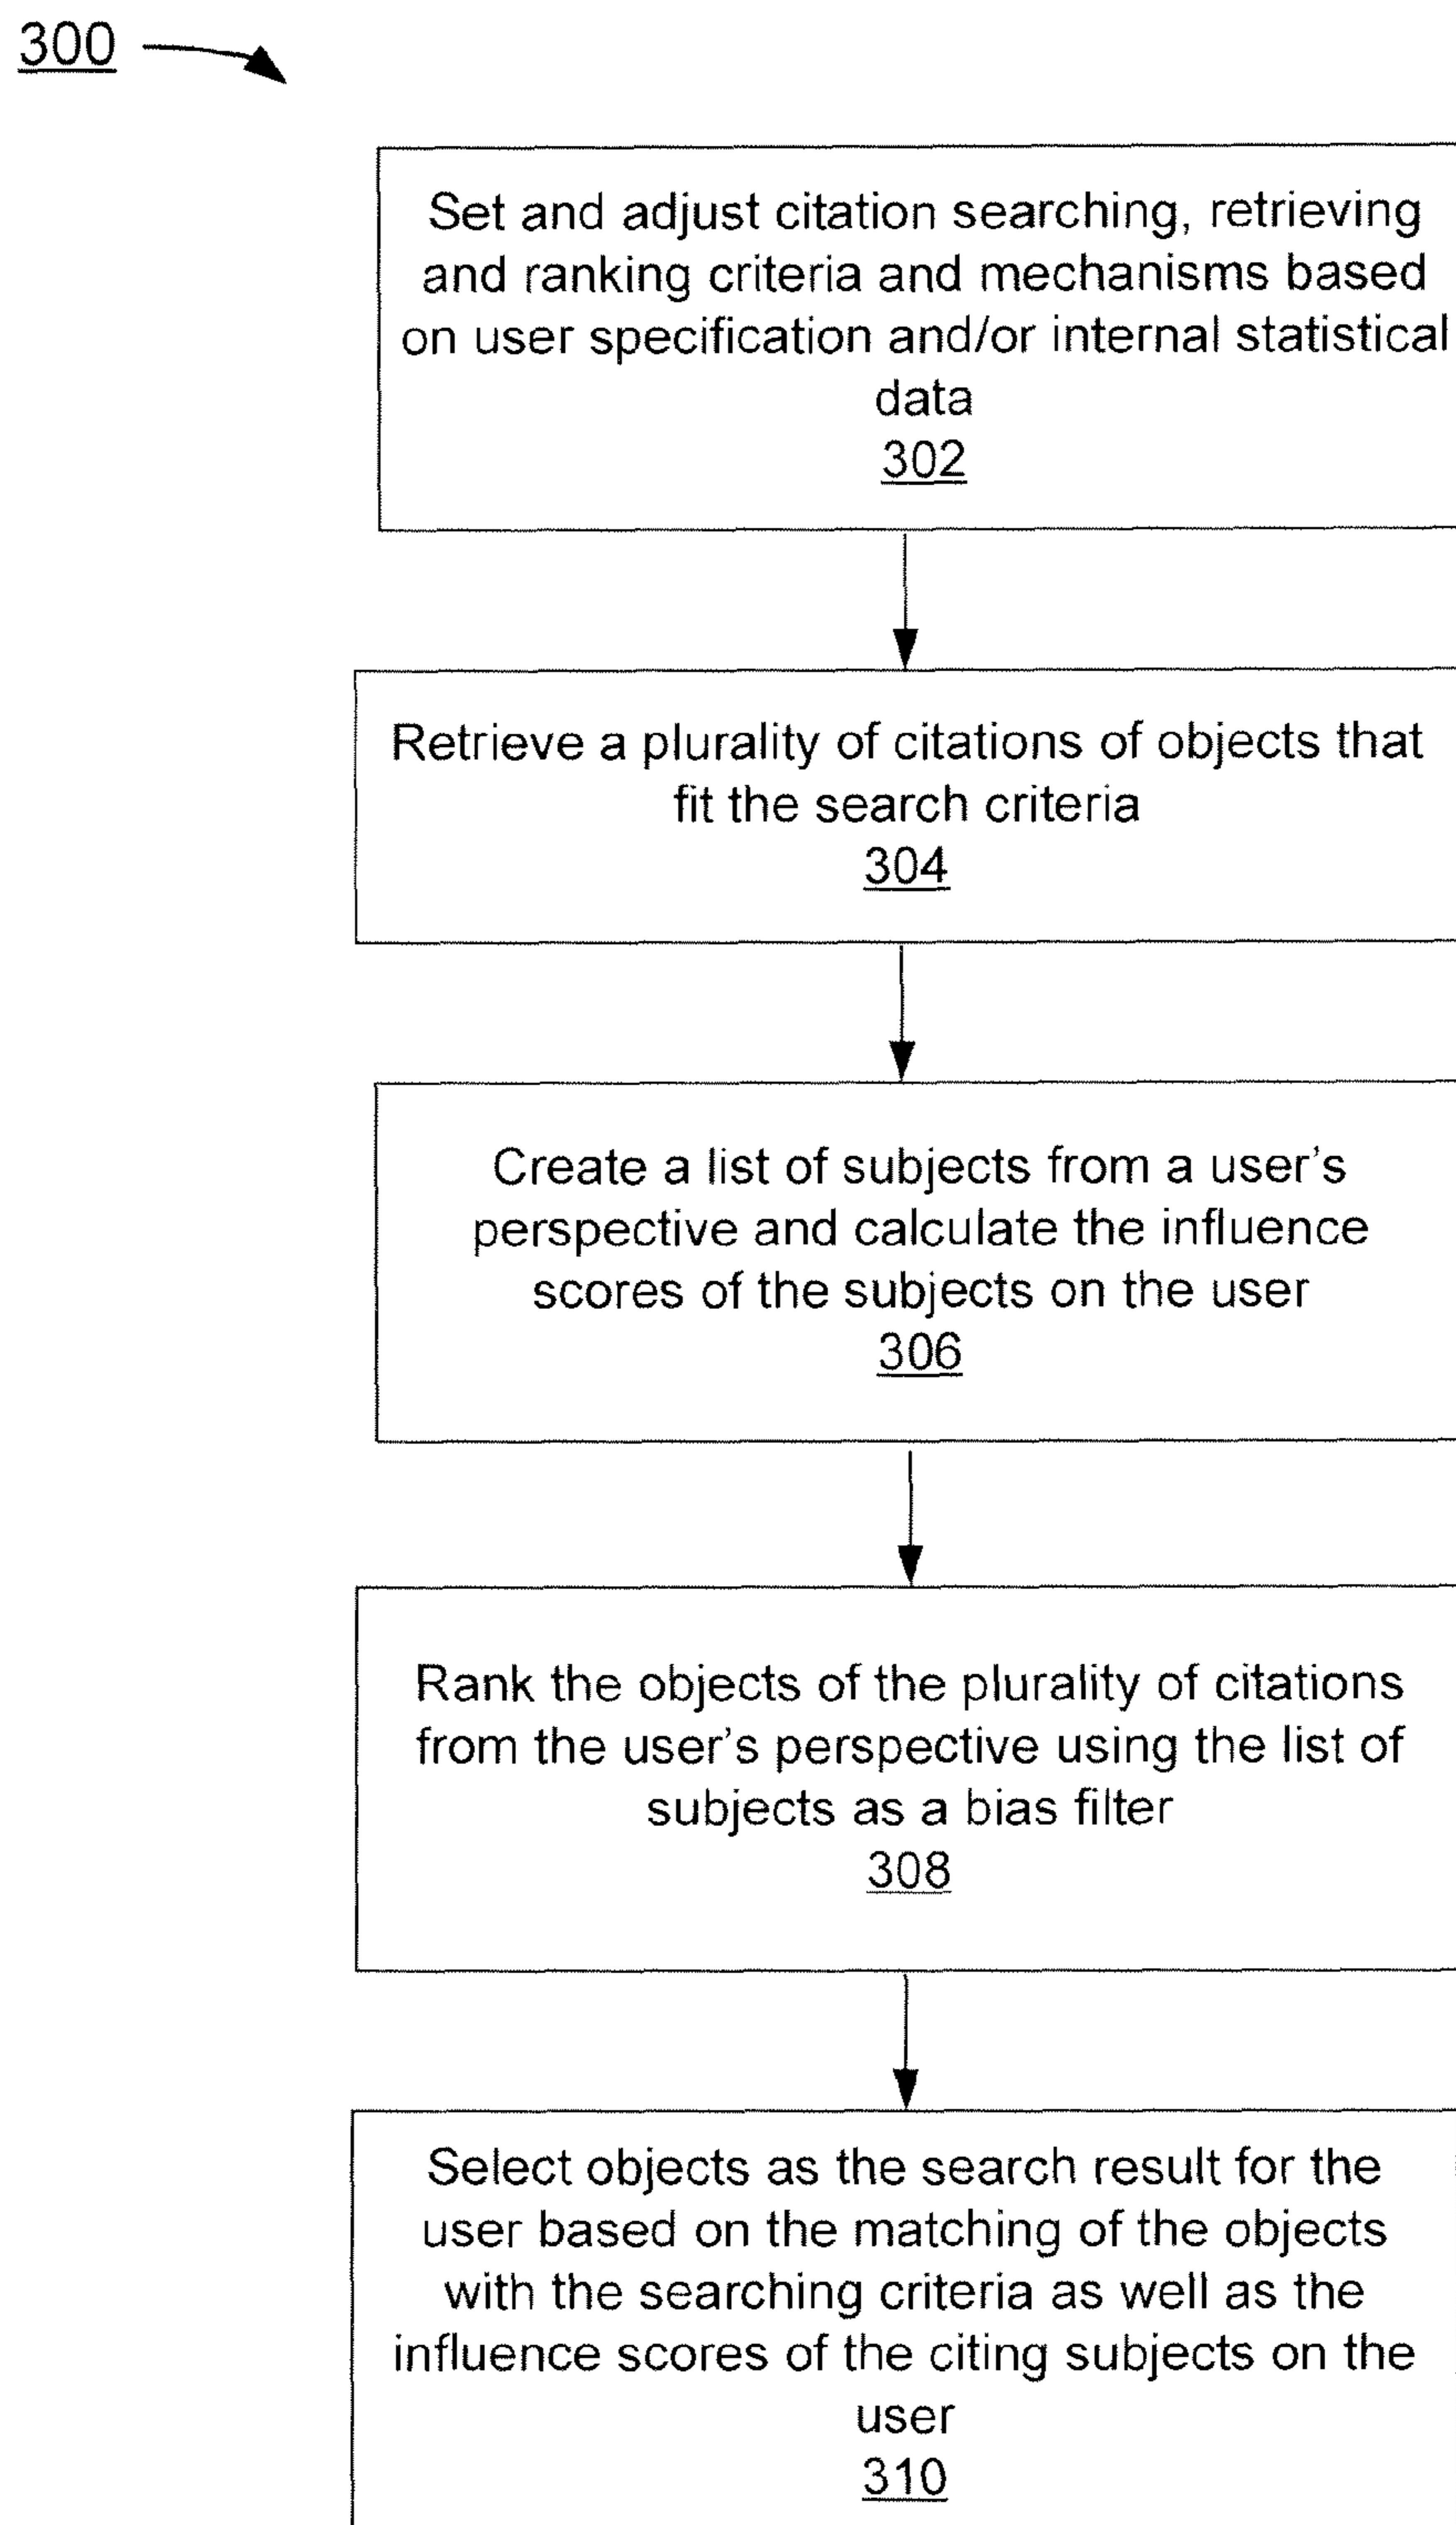 300
Set and adjust citation searching, retrieving
and ranking criteria and mechanisms based
on user specification and/or internal statistical
data
302
Retrieve a plurality of citations of objects that
fit the search criteria
304
Create a list of subjects from a user's
perspective and calculate the influence
scores of the subjects on the user
306
Rank the objects of the plurality of citations
from the user's perspective using the list of
subjects as a bias filter
308
Select objects as the search result for the
user based on the matching of the objects
with the searching criteria as well as the
influence scores of the citing subjects on the
user
310